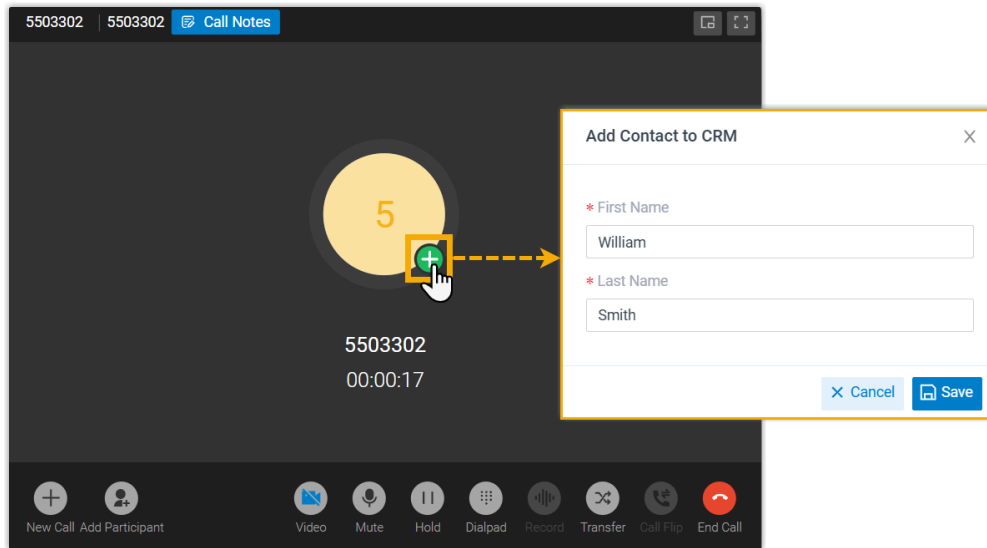 5503302 5503302 Call Notes
5
5503302
00:00:17
Add Contact to CRM
* First Name
William
* Last Name
Smith
Cancel Save
New Call Add Participant Video Mute Hold Dialpad Record Transfer Call Flip End Call